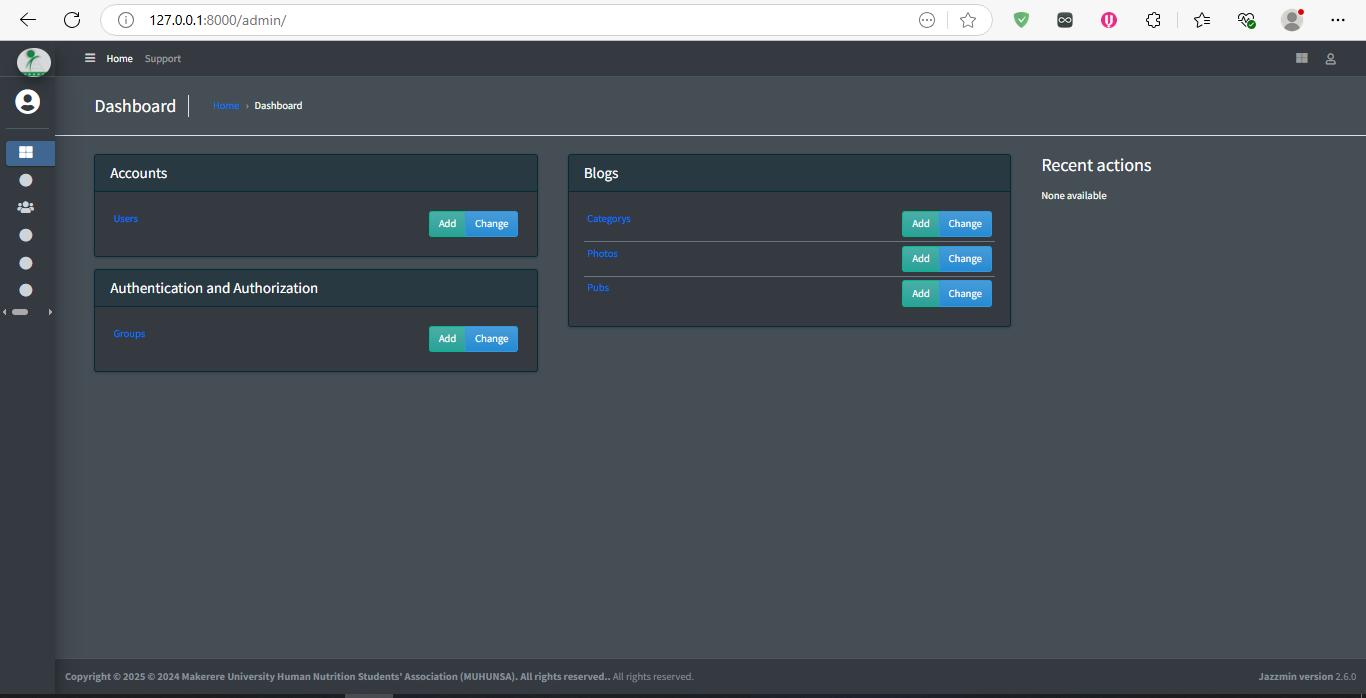 127.0.0.1:8000/admin/
Home Support
Dashboard Home › Dashboard
Accounts
Users Add Change
Authentication and Authorization
Groups Add Change
Blogs
Categorys Add Change
Photos Add Change
Pubs Add Change
Recent actions
None available
Copyright © 2025 © 2024 Makerere University Human Nutrition Students' Association (MUHUNSA). All rights reserved.. All rights reserved.
Jazzmin version 2.6.0